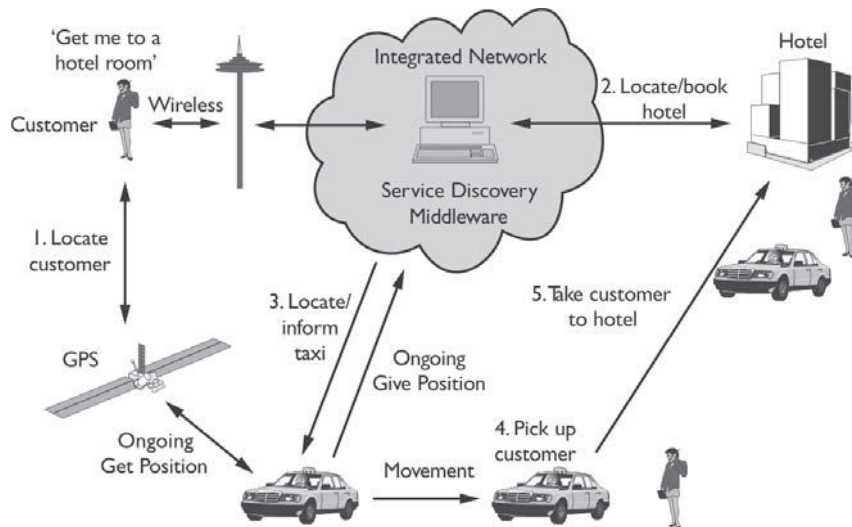 'Get me to a
hotel room'
Wireless
Customer
Integrated Network
Service Discovery
Middleware
Hotel
2. Locate/book
hotel
1. Locate
customer
3. Locate/
inform
taxi
Ongoing
Give Position
5. Take customer
to hotel
GPS
Ongoing
Get Position
Movement
4. Pick up
customer